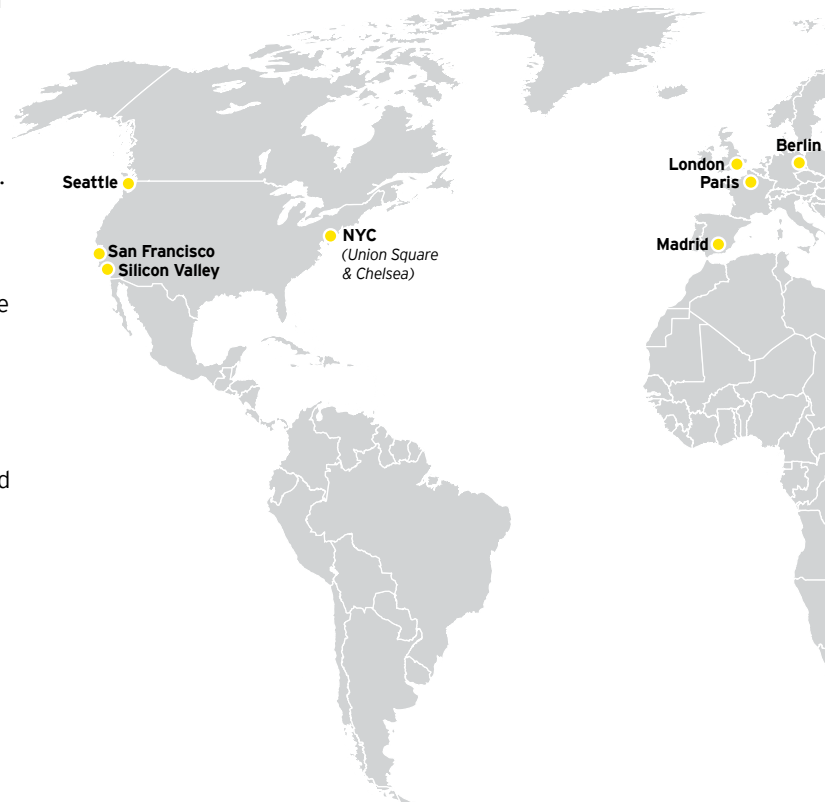 Berlin
London
Paris
.
Seattle
NYC
Madrid
San Francisco
(Union Square
Silicon Valley
& Chelsea)
e
d